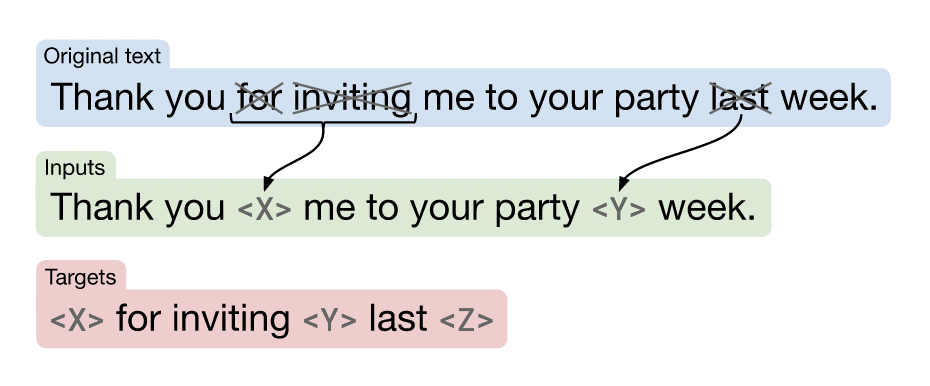 Original text
Thank you for inviting me to your party last week.
Inputs
Thank you <X> me to your party <Y> week.
Targets
<X> for inviting <Y> last <Z>